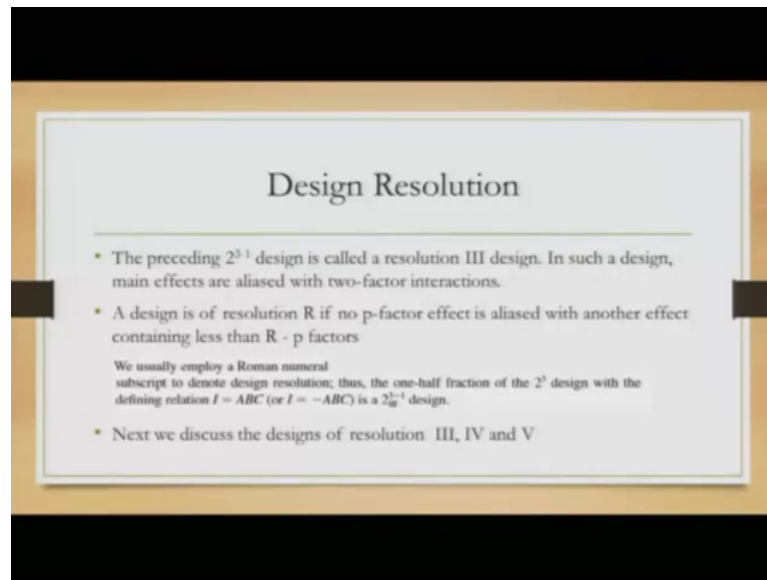 Design Resolution
• The preceding 2³⁻¹ design is called a resolution III design. In such a design,
main effects are aliased with two-factor interactions.
• A design is of resolution R if no p-factor effect is aliased with another effect
containing less than R - p factors
We usually employ a Roman numeral
subscript to denote design resolution; thus, the one-half fraction of the 2³ design with the
defining relation I = ABC (or I = −ABC) is a 2_III^3−1 design.
• Next we discuss the designs of resolution III, IV and V